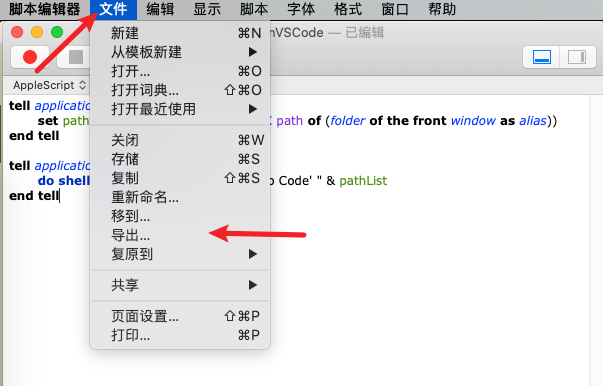 脚本编辑器 文件 编辑 显示 脚本 字体 格式 窗口 帮助
nVSCode — 已编辑
AppleScript
新建 ⌘N
从模板新建
打开... ⌘O
打开词典... ⇧⌘O
打开最近使用
关闭 ⌘W
存储 ⌘S
复制 ⇧⌘S
重新命名...
移到...
导出...
复原到
共享
页面设置... ⇧⌘P
打印... ⌘P
tell applicatio
set path path of (folder of the front window as alias))
end tell
tell applicatio
do shell Code' " & pathList
end tell